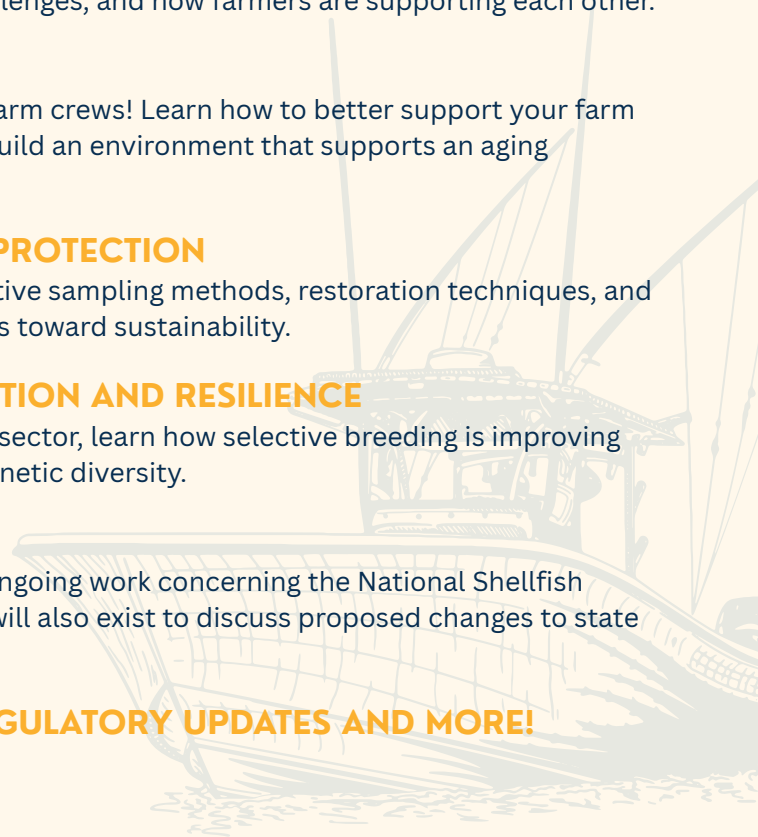 lenges, and how farmers are supporting each other.
arm crews! Learn how to better support your farm
uild an environment that supports an aging
PROTECTION
tive sampling methods, restoration techniques, and
s toward sustainability.
TION AND RESILIENCE
sector, learn how selective breeding is improving
netic diversity.
ngoing work concerning the National Shellfish
will also exist to discuss proposed changes to state
GULATORY UPDATES AND MORE!